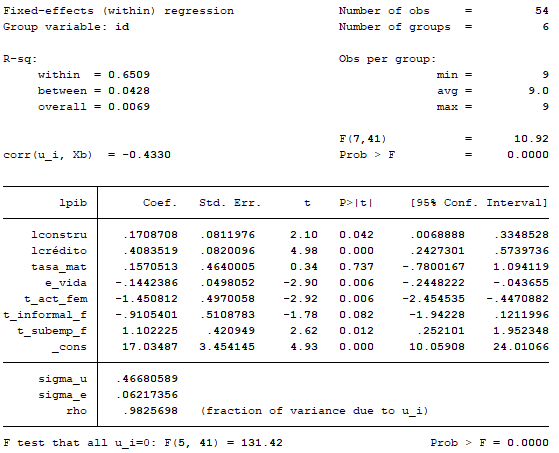 Fixed-effects (within) regression Number of obs = 54
Group variable: id Number of groups = 6
R-sq: Obs per group:
within = 0.6509 min = 9
between = 0.0428 avg = 9.0
overall = 0.0069 max = 9
F(7,41) = 10.92
corr(u_i, Xb) = -0.4330 Prob > F = 0.0000
lpib Coef. Std. Err. t P>|t| [95% Conf. Interval]
lconstru .1708708 .0811976 2.10 0.042 .0068888 .3348528
lcrédito .4083519 .0820096 4.98 0.000 .2427301 .5739736
tasa_mat .1570513 .4640005 0.34 0.737 -.7800167 1.094119
e_vida -.1442386 .0498052 -2.90 0.006 -.2448222 -.043655
t_act_fem -1.450812 .4970058 -2.92 0.006 -2.454535 -.4470882
t_informal_f -.9105401 .5108783 -1.78 0.082 -1.94228 .1211996
t_subemp_f 1.102225 .420949 2.62 0.012 .252101 1.952348
_cons 17.03487 3.454145 4.93 0.000 10.05908 24.01066
sigma_u .46680589
sigma_e .06217356
rho .9825698 (fraction of variance due to u_i)
F test that all u_i=0: F(5, 41) = 131.42 Prob > F = 0.0000